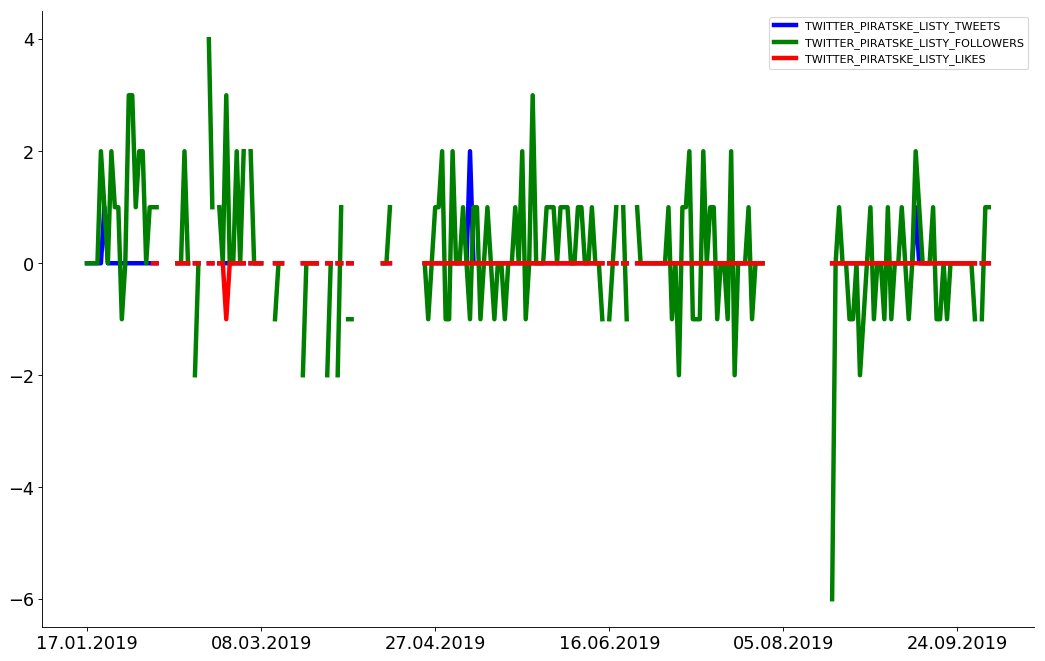 TWITTER_PIRATSKE_LISTY_TWEETS
TWITTER_PIRATSKE_LISTY_FOLLOWERS
TWITTER_PIRATSKE_LISTY_LIKES
4
2
0
−2
−4
−6
17.01.2019 08.03.2019 27.04.2019 16.06.2019 05.08.2019 24.09.2019